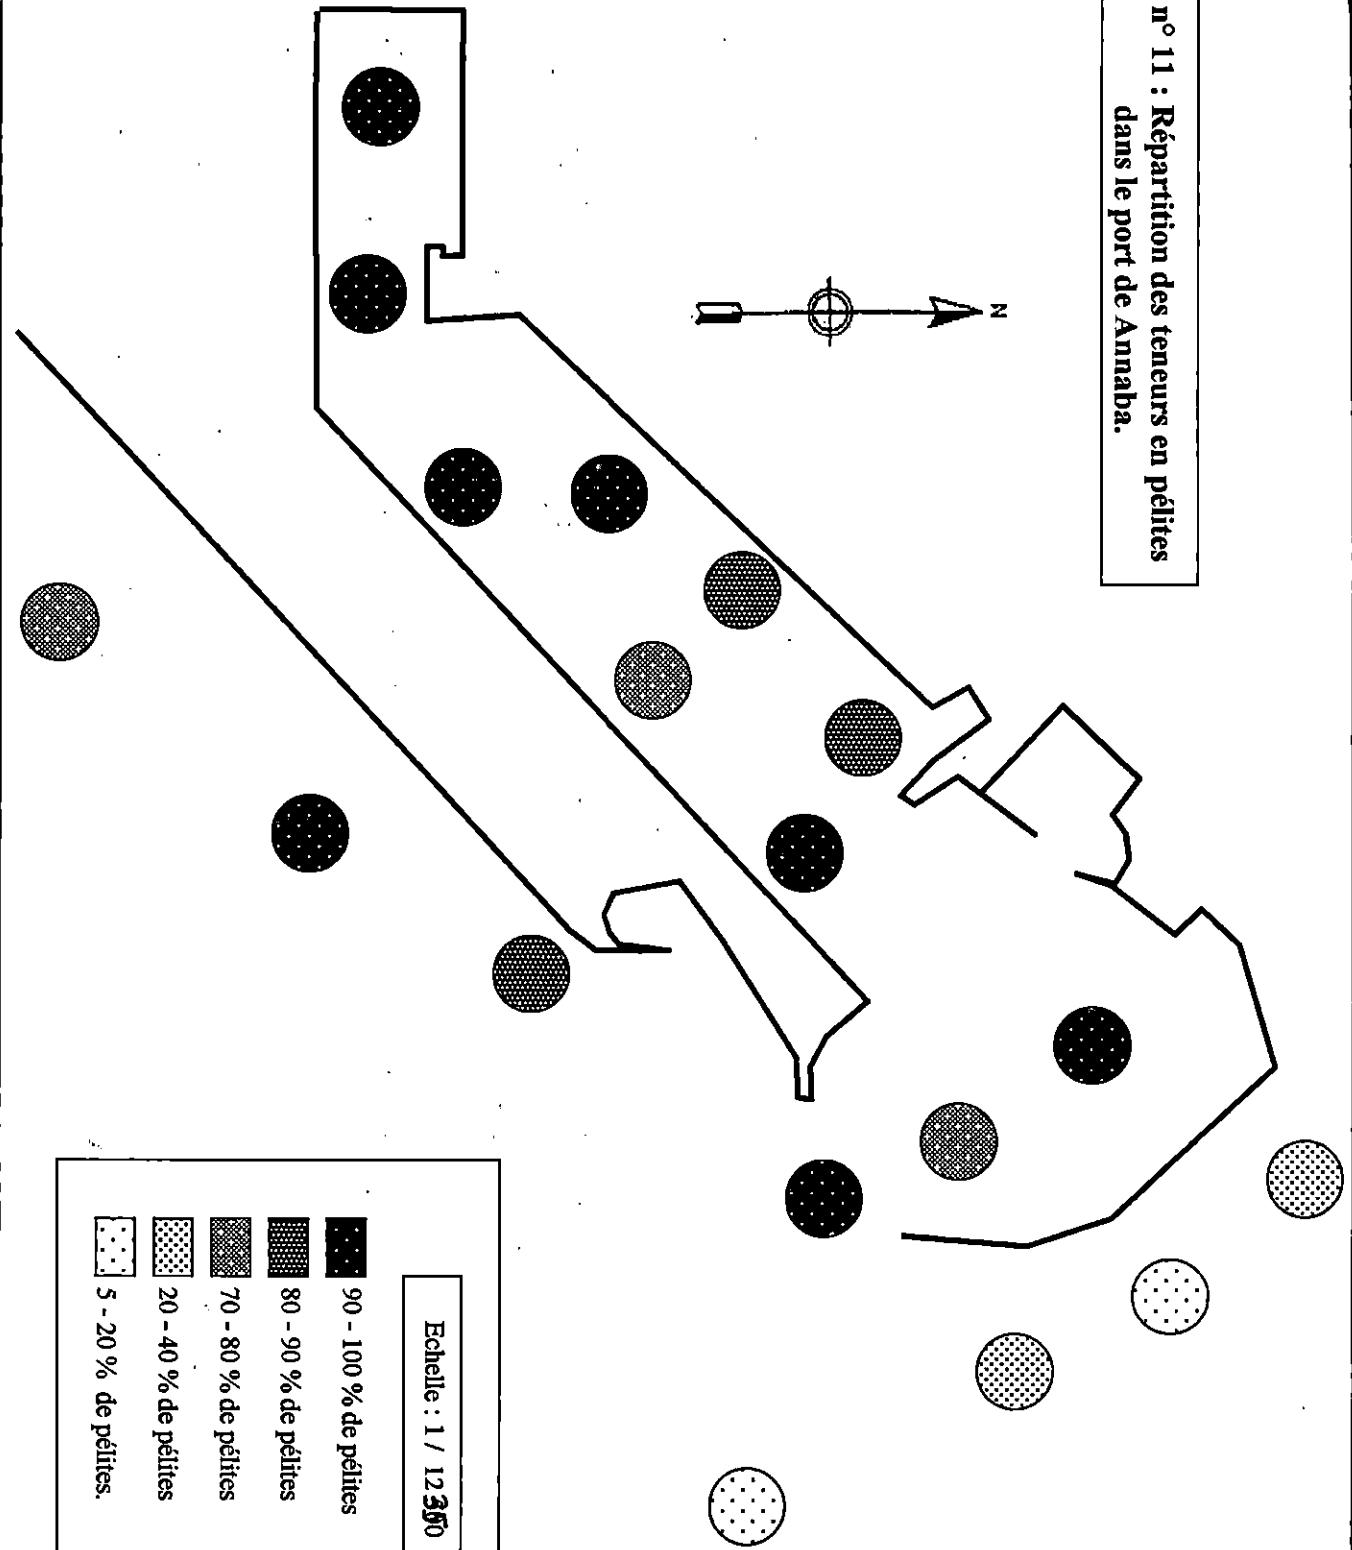 n° 11 : Répartition des teneurs en pélites
dans le port de Annaba.
N
Echelle : 1 /
90 - 100 % de pélites
80 - 90 % de pélites
70 - 80 % de pélites
20 - 40 % de pélites
5 - 20 % de pélites.